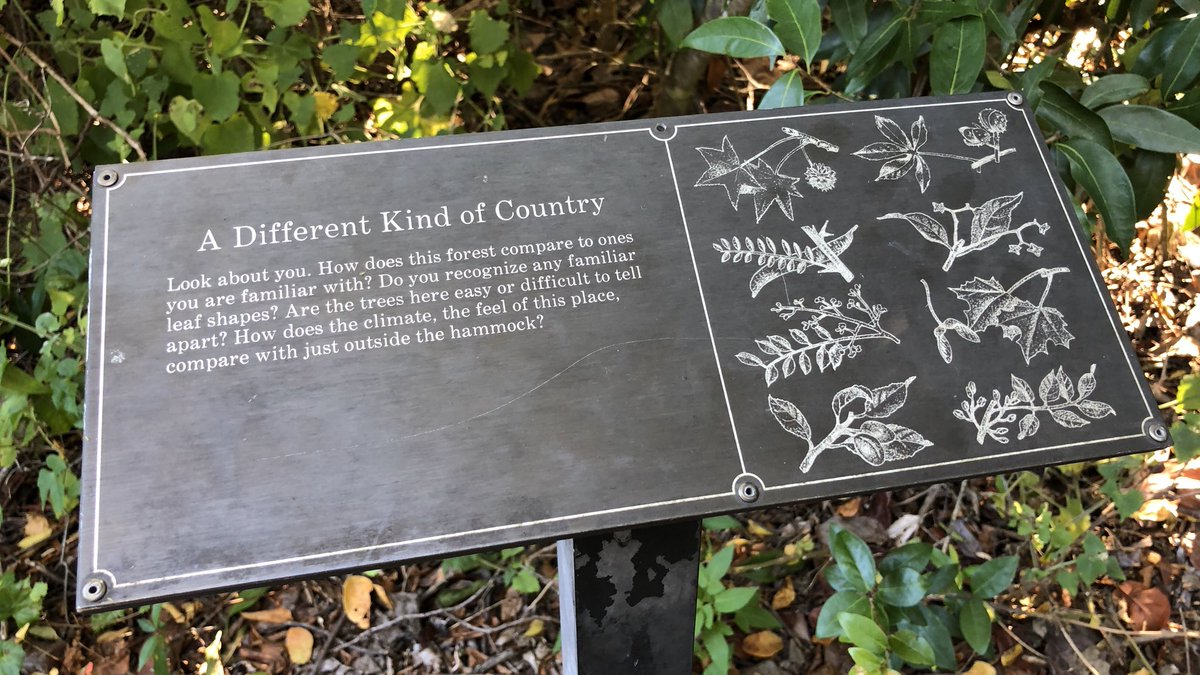 A Different Kind of Country
Look about you. How does this forest compare to ones
you are familiar with? Do you recognize any familiar
leaf shapes? Are the trees here easy or difficult to tell
apart? How does the climate, the feel of this place,
compare with just outside the hammock?